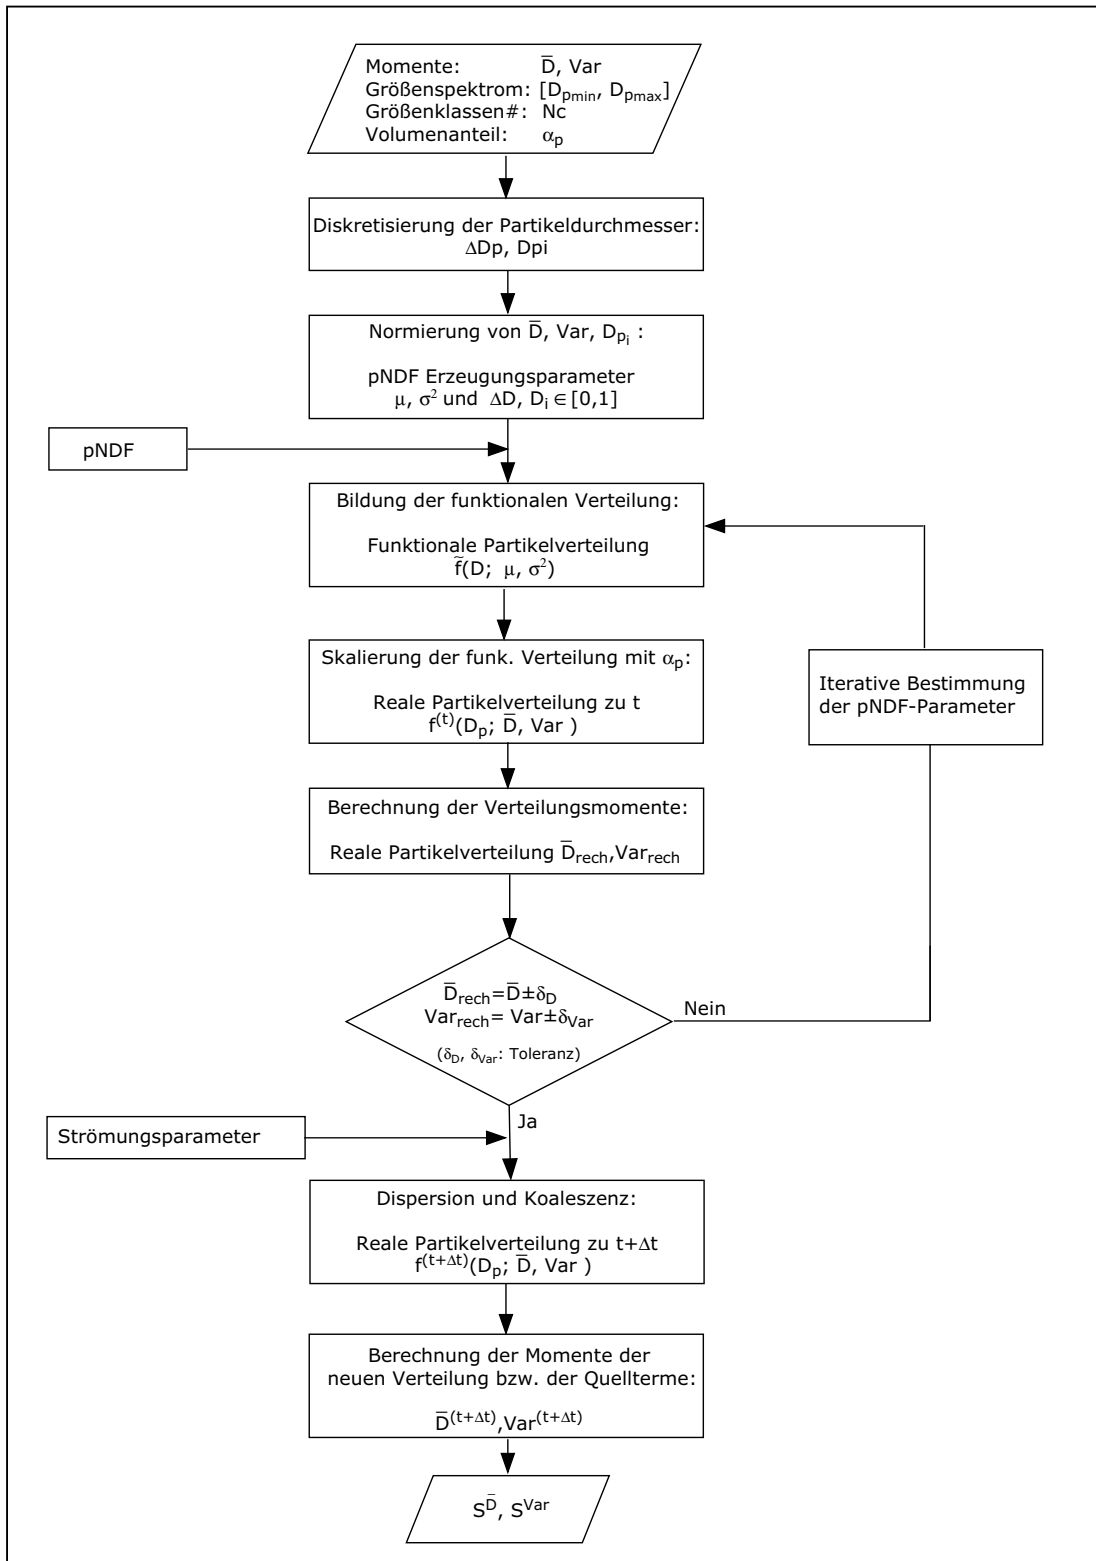 Momente: D̅, Var
Größenspektrom: [Dpmin, Dpmax]
Größenklassen#: Nc
Volumenanteil: αp
Diskretisierung der Partikeldurchmesser:
ΔDp, Dpi
Normierung von D̅, Var, Dpi :
pNDF Erzeugungsparameter
μ, σ² und ΔD, Di ∈ [0,1]
pNDF
Bildung der funktionalen Verteilung:
Funktionale Partikelverteilung
f̃(D; μ, σ²)
Skalierung der funk. Verteilung mit αp:
Reale Partikelverteilung zu t
f(t)(Dp; D̅, Var )
Iterative Bestimmung
der pNDF-Parameter
Berechnung der Verteilungsmomente:
Reale Partikelverteilung D̅rech,Varrech
D̅rech=D̅±δD
Varrech= Var±δVar
(δD, δVar: Toleranz)
Nein
Ja
Strömungsparameter
Dispersion und Koaleszenz:
Reale Partikelverteilung zu t+Δt
f(t+Δt)(Dp; D̅, Var )
Berechnung der Momente der
neuen Verteilung bzw. der Quellterme:
D̅(t+Δt),Var(t+Δt)
SD̅, SVar